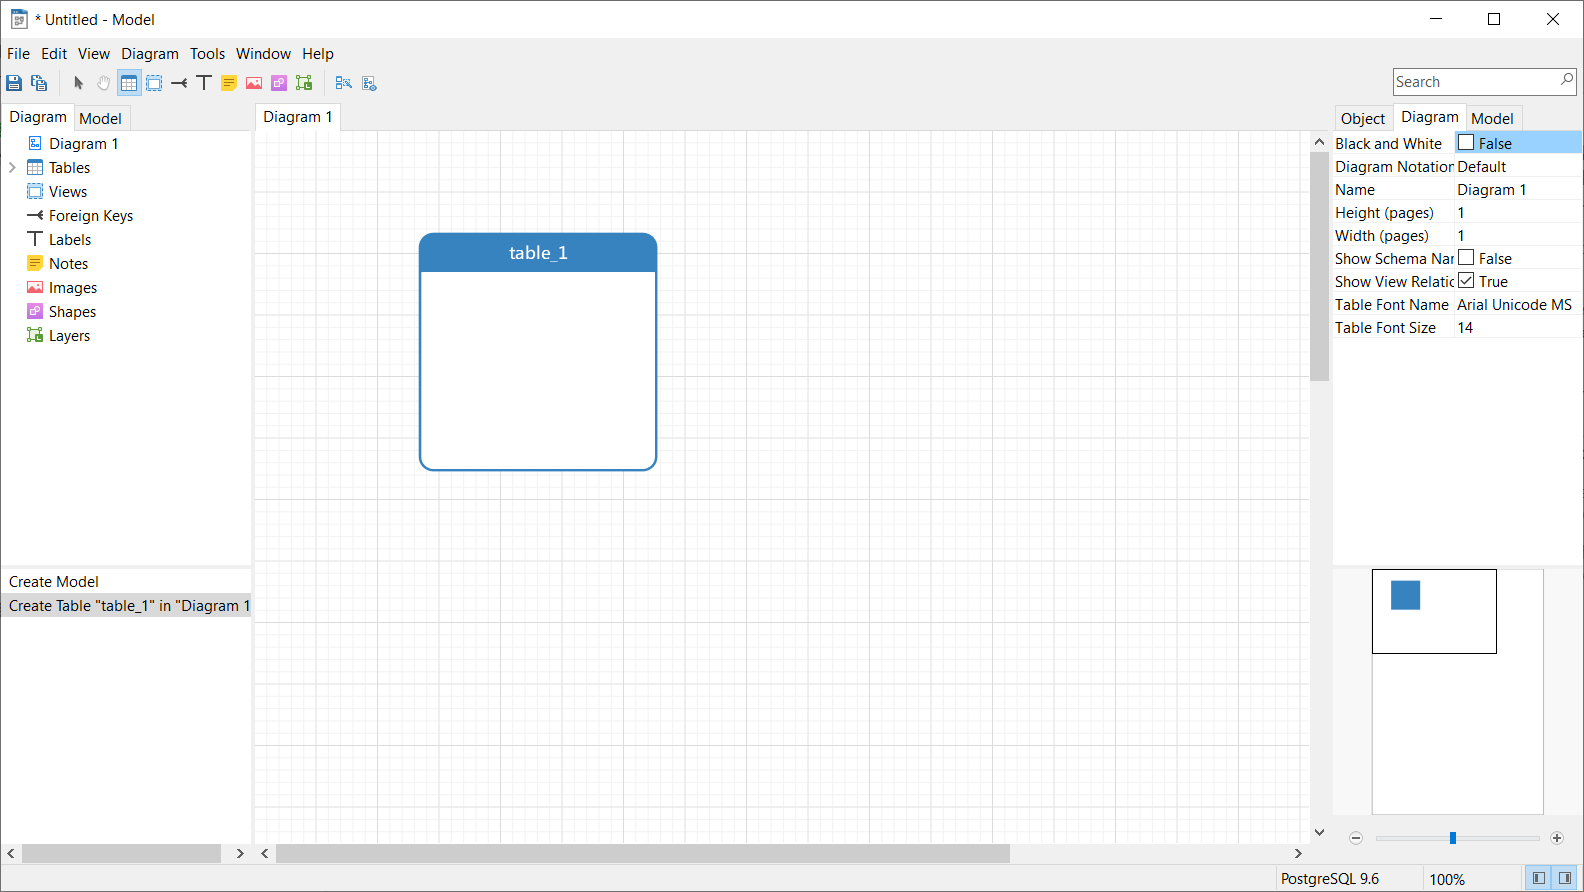 * Untitled - Model
File Edit View Diagram Tools Window Help
Search
Diagram Model
Diagram 1
Tables
Views
Foreign Keys
Labels
Notes
Images
Shapes
Layers
Create Model
Create Table "table_1" in "Diagram 1
Diagram 1
table_1
Object Diagram Model
Black and White False
Diagram Notation Default
Name Diagram 1
Height (pages) 1
Width (pages) 1
Show Schema Nar False
Show View Relatic True
Table Font Name Arial Unicode MS
Table Font Size 14
PostgreSQL 9.6 100%